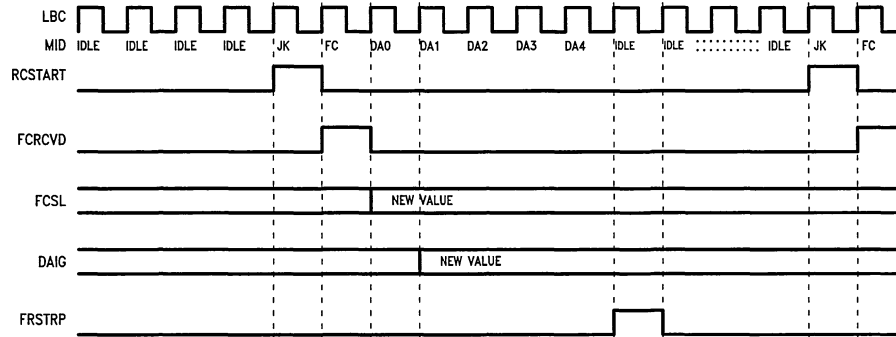 LBC
MID IDLE IDLE IDLE IDLE JK FC DA0 DA1 DA2 DA3 DA4 IDLE IDLE IDLE JK FC
RCSTART
FCRCVD
FCSL NEW VALUE
DAIG NEW VALUE
FRSTRP